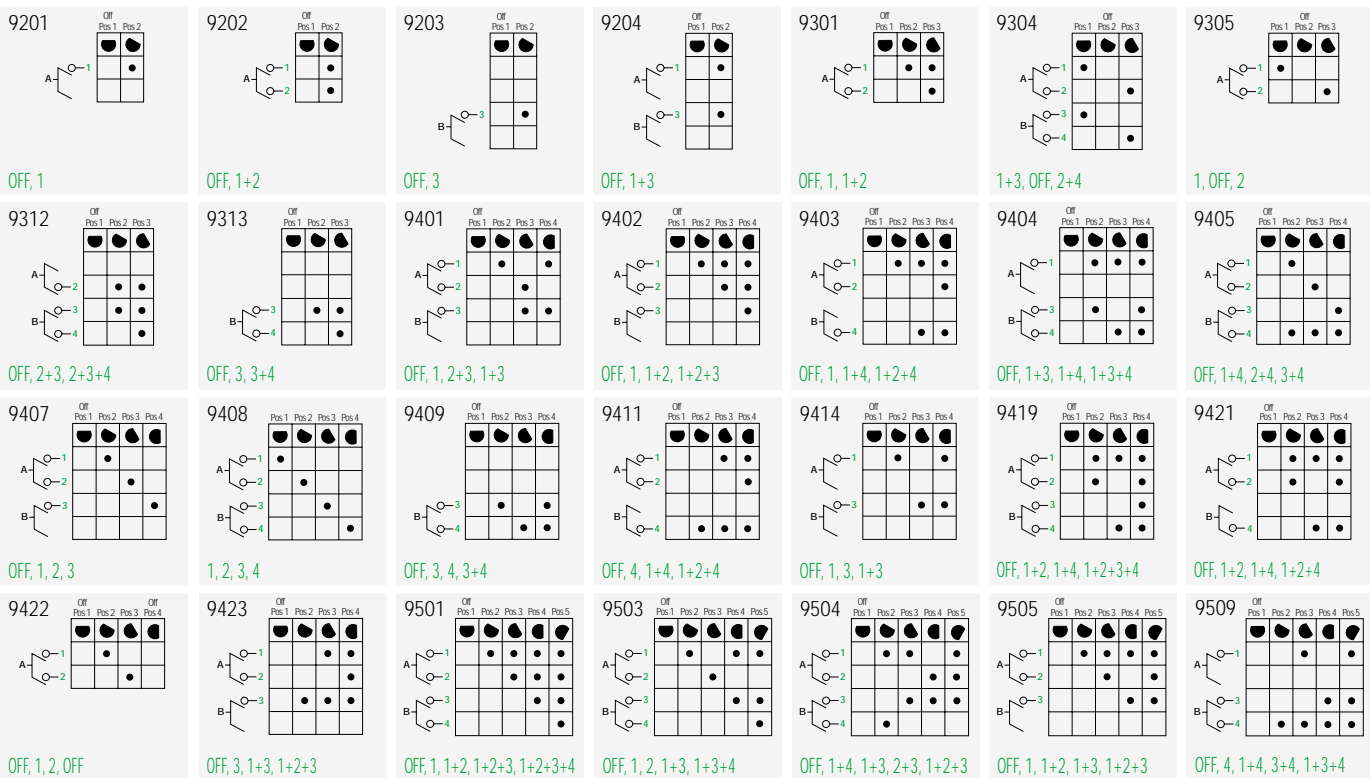 9201
Off
Pos 1 Pos 2
A
1
OFF, 1
9202
Off
Pos 1 Pos 2
A
1
2
OFF, 1+2
9203
Off
Pos 1 Pos 2
B
3
OFF, 3
9204
Off
Pos 1 Pos 2
A
1
B
3
OFF, 1+3
9301
Off
Pos 1 Pos 2 Pos 3
A
1
2
OFF, 1, 1+2
9304
Off
Pos 1 Pos 2 Pos 3
A
1
2
B
3
4
1+3, OFF, 2+4
9305
Off
Pos 1 Pos 2 Pos 3
A
1
2
1, OFF, 2
9312
Off
Pos 1 Pos 2 Pos 3
A
2
B
3
4
OFF, 2+3, 2+3+4
9313
Off
Pos 1 Pos 2 Pos 3
B
3
4
OFF, 3, 3+4
9401
Off
Pos 1 Pos 2 Pos 3 Pos 4
A
1
2
B
3
OFF, 1, 2+3, 1+3
9402
Off
Pos 1 Pos 2 Pos 3 Pos 4
A
1
2
B
3
OFF, 1, 1+2, 1+2+3
9403
Off
Pos 1 Pos 2 Pos 3 Pos 4
A
1
2
B
4
OFF, 1, 1+4, 1+2+4
9404
Off
Pos 1 Pos 2 Pos 3 Pos 4
A
1
B
3
4
OFF, 1+3, 1+4, 1+3+4
9405
Off
Pos 1 Pos 2 Pos 3 Pos 4
A
1
2
B
3
4
OFF, 1+4, 2+4, 3+4
9407
Off
Pos 1 Pos 2 Pos 3 Pos 4
A
1
2
B
3
OFF, 1, 2, 3
9408
Pos 1 Pos 2 Pos 3 Pos 4
A
1
2
B
3
4
1, 2, 3, 4
9409
Off
Pos 1 Pos 2 Pos 3 Pos 4
B
3
4
OFF, 3, 4, 3+4
9411
Off
Pos 1 Pos 2 Pos 3 Pos 4
A
1
2
B
4
OFF, 4, 1+4, 1+2+4
9414
Off
Pos 1 Pos 2 Pos 3 Pos 4
A
1
B
3
OFF, 1, 3, 1+3
9419
Off
Pos 1 Pos 2 Pos 3 Pos 4
A
1
2
B
3
4
OFF, 1+2, 1+4, 1+2+3+4
9421
Off
Pos 1 Pos 2 Pos 3 Pos 4
A
1
2
B
4
OFF, 1+2, 1+4, 1+2+4
9422
Off Off
Pos 1 Pos 2 Pos 3 Pos 4
A
1
2
OFF, 1, 2, OFF
9423
Off
Pos 1 Pos 2 Pos 3 Pos 4
A
1
2
B
3
OFF, 3, 1+3, 1+2+3
9501
Off
Pos 1 Pos 2 Pos 3 Pos 4 Pos 5
A
1
2
B
3
4
OFF, 1, 1+2, 1+2+3, 1+2+3+4
9503
Off
Pos 1 Pos 2 Pos 3 Pos 4 Pos 5
A
1
2
B
3
4
OFF, 1, 2, 1+3, 1+3+4
9504
Off
Pos 1 Pos 2 Pos 3 Pos 4 Pos 5
A
1
2
B
3
4
OFF, 1+4, 1+3, 2+3, 1+2+3
9505
Off
Pos 1 Pos 2 Pos 3 Pos 4 Pos 5
A
1
2
B
3
OFF, 1, 1+2, 1+3, 1+2+3
9509
Off
Pos 1 Pos 2 Pos 3 Pos 4 Pos 5
A
1
B
3
4
OFF, 4, 1+4, 3+4, 1+3+4